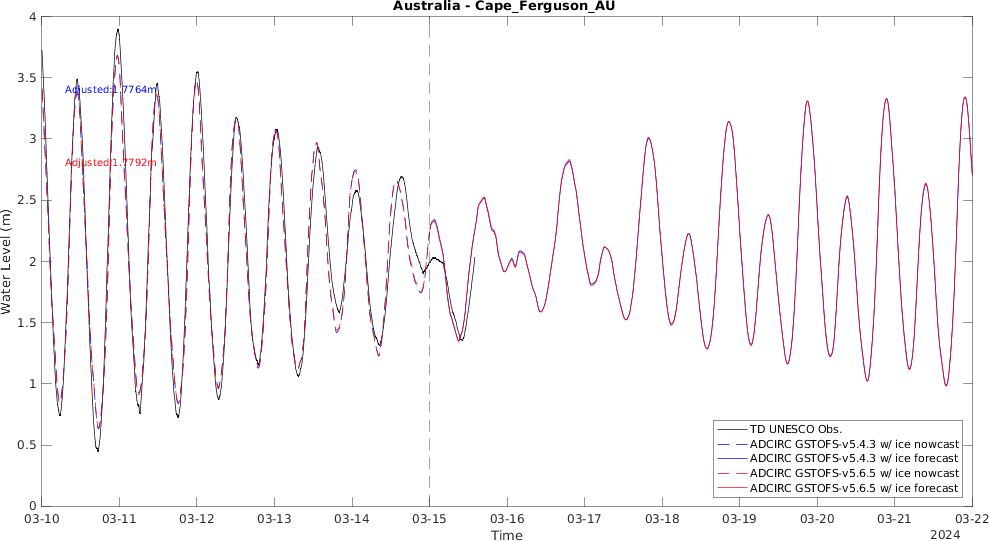 Australia - Cape_Ferguson_AU
4
3.5
3
2.5
2
1.5
1
0.5
0
Water Level (m)
Adjusted:1.7764m
Adjusted:1.7792m
TD UNESCO Obs.
ADCIRC GSTOFS-v5.4.3 w/ ice nowcast
ADCIRC GSTOFS-v5.4.3 w/ ice forecast
ADCIRC GSTOFS-v5.6.5 w/ ice nowcast
ADCIRC GSTOFS-v5.6.5 w/ ice forecast
03-10 03-11 03-12 03-13 03-14 03-15 03-16 03-17 03-18 03-19 03-20 03-21 03-22
Time
2024